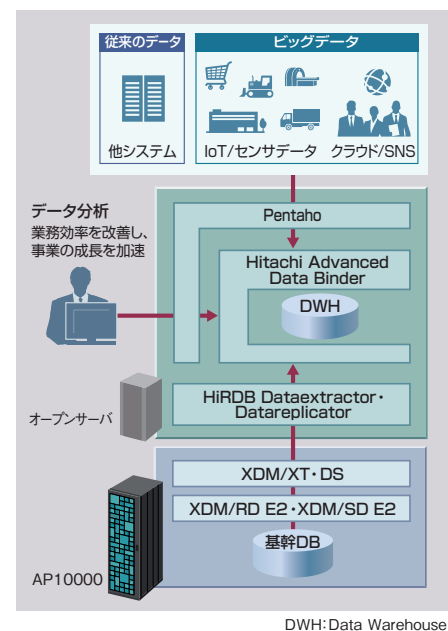 従来のデータ
ビッグデータ
他システム
IoT/センサデータ
クラウド/SNS
データ分析
業務効率を改善し、
事業の成長を加速
Pentaho
Hitachi Advanced
Data Binder
DWH
HiRDB Dataextractor・
Datareplicator
オープンサーバ
XDM/XT・DS
XDM/RD E2・XDM/SD E2
基幹DB
AP10000
DWH:Data Warehouse